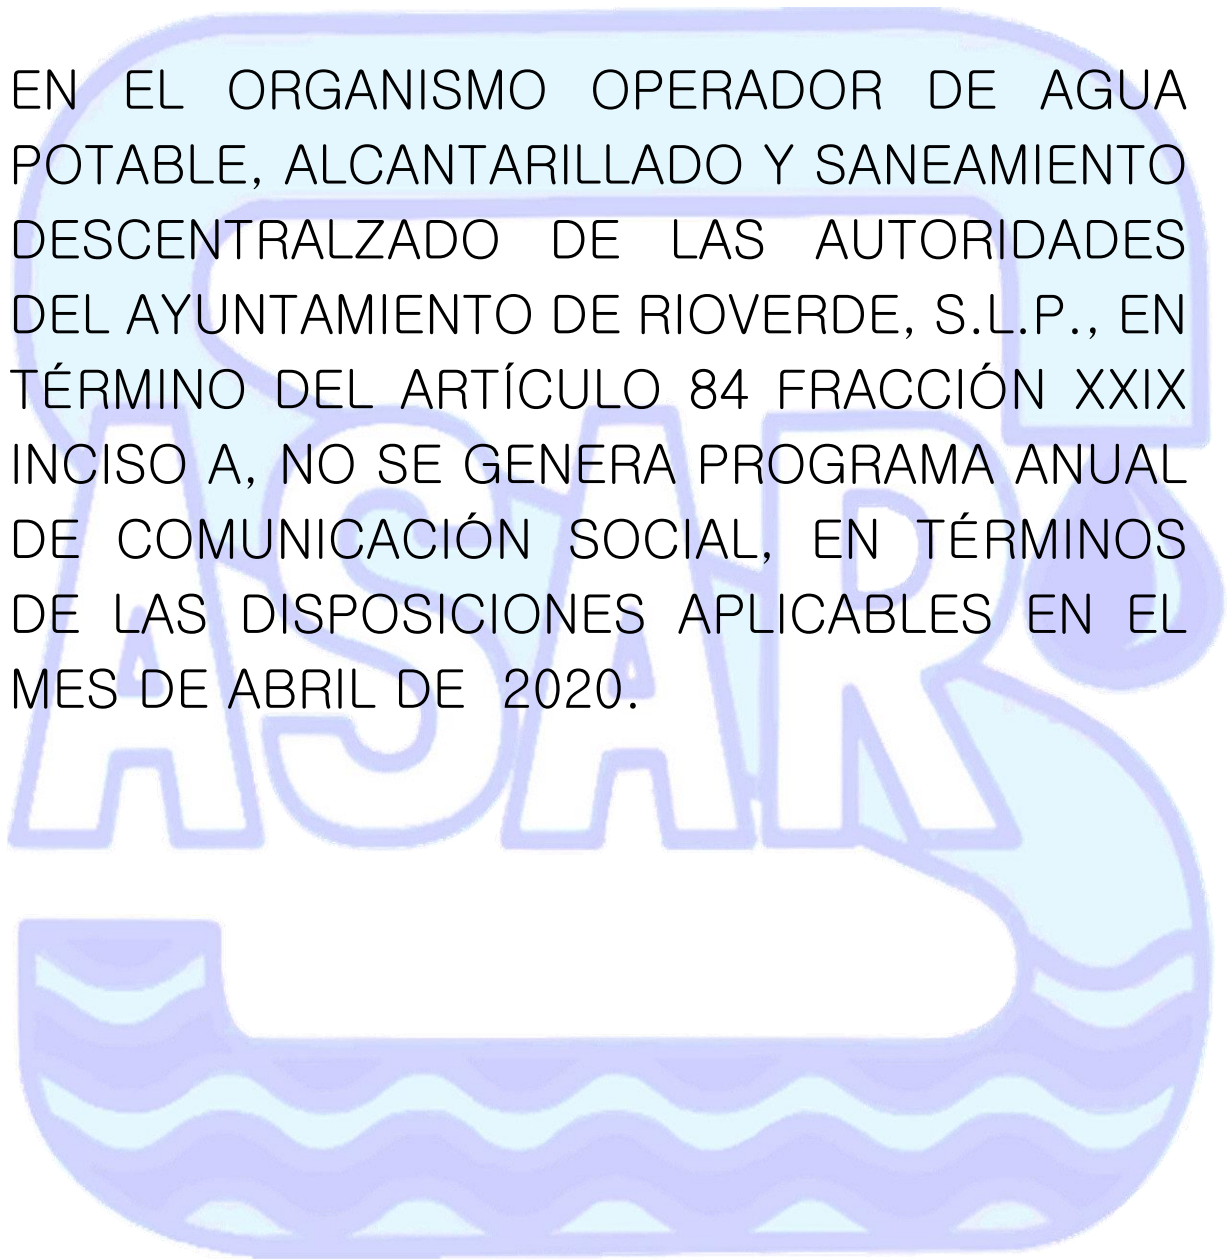 EN EL ORGANISMO OPERADOR DE AGUA
POTABLE, ALCANTARILLADO Y SANEAMIENTO
DESCENTRALZADO DE LAS AUTORIDADES
DEL AYUNTAMIENTO DE RIOVERDE, S.L.P., EN
TÉRMINO DEL ARTÍCULO 84 FRACCIÓN XXIX
INCISO A, NO SE GENERA PROGRAMA ANUAL
DE COMUNICACIÓN SOCIAL, EN TÉRMINOS
DE LAS DISPOSICIONES APLICABLES EN EL
MES DE ABRIL DE  2020.
ASAR